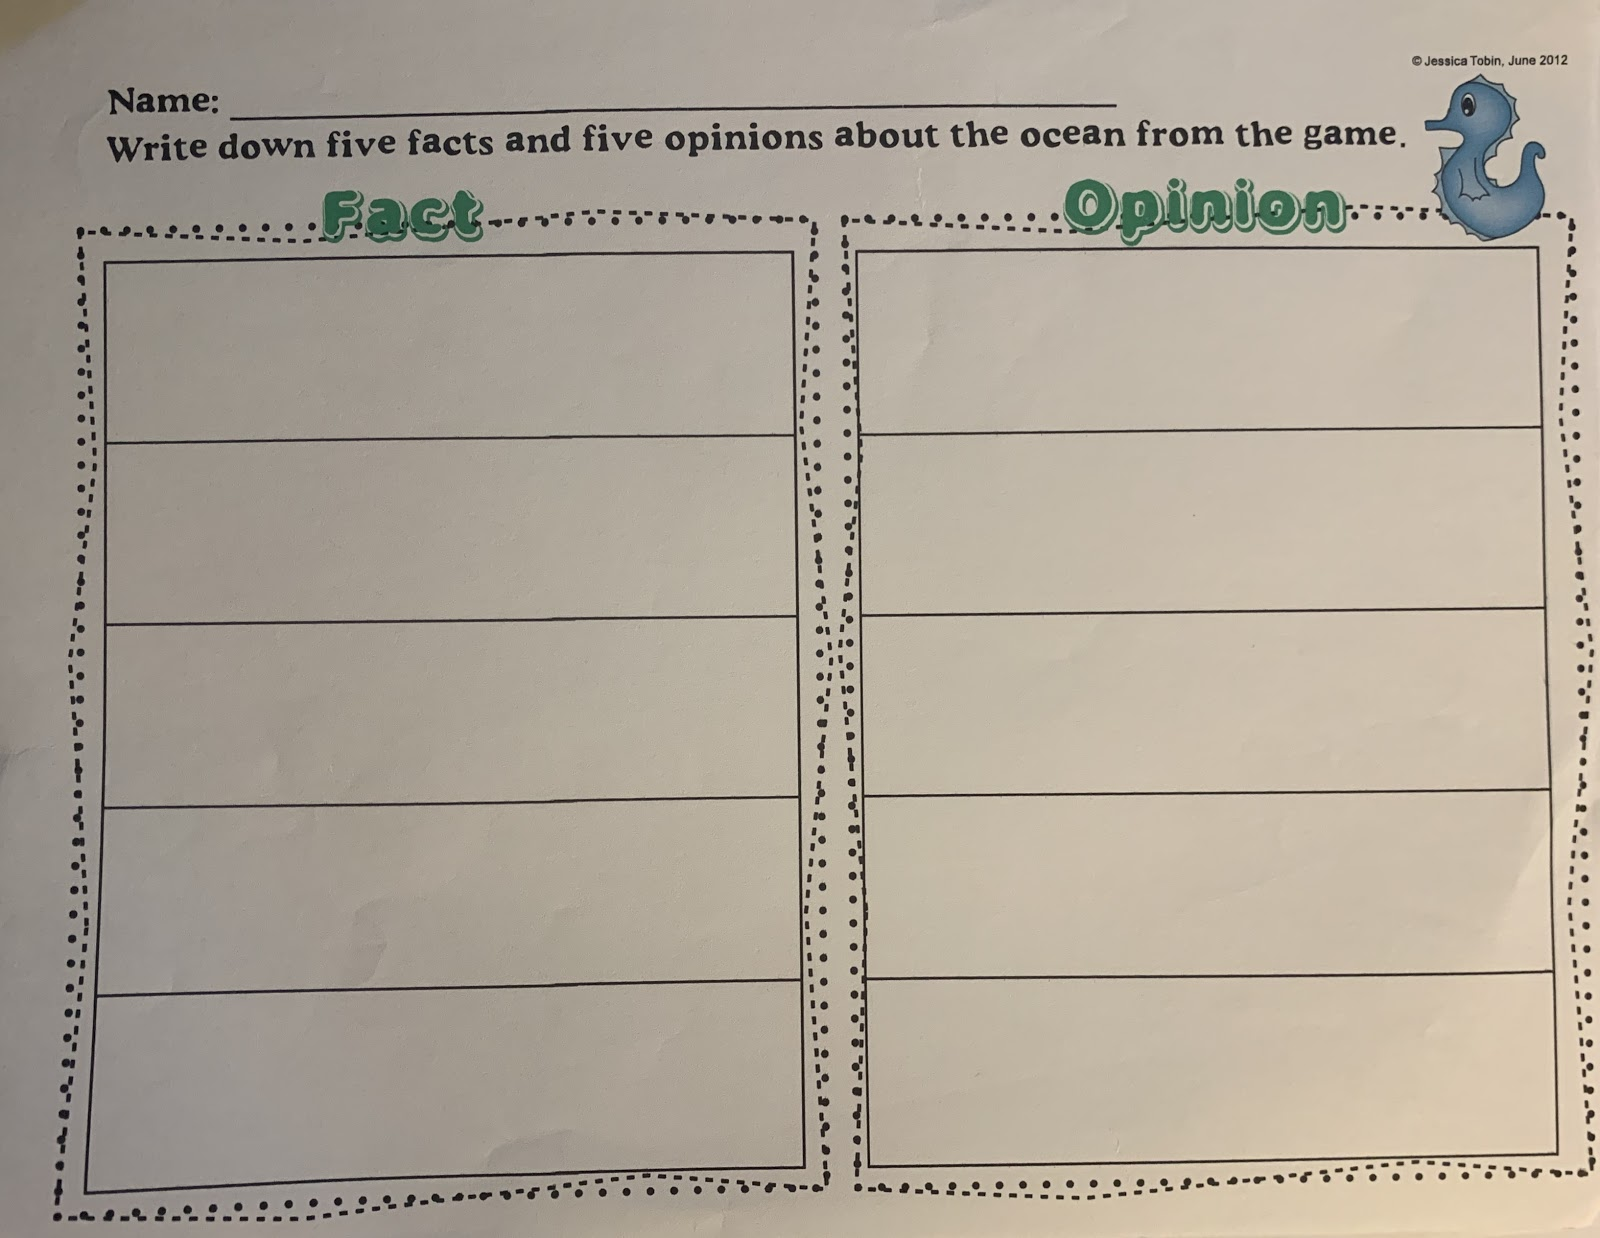 © Jessica Tobin, June 2012
Name:
Write down five facts and five opinions about the ocean from the game.
Fact
Opinion